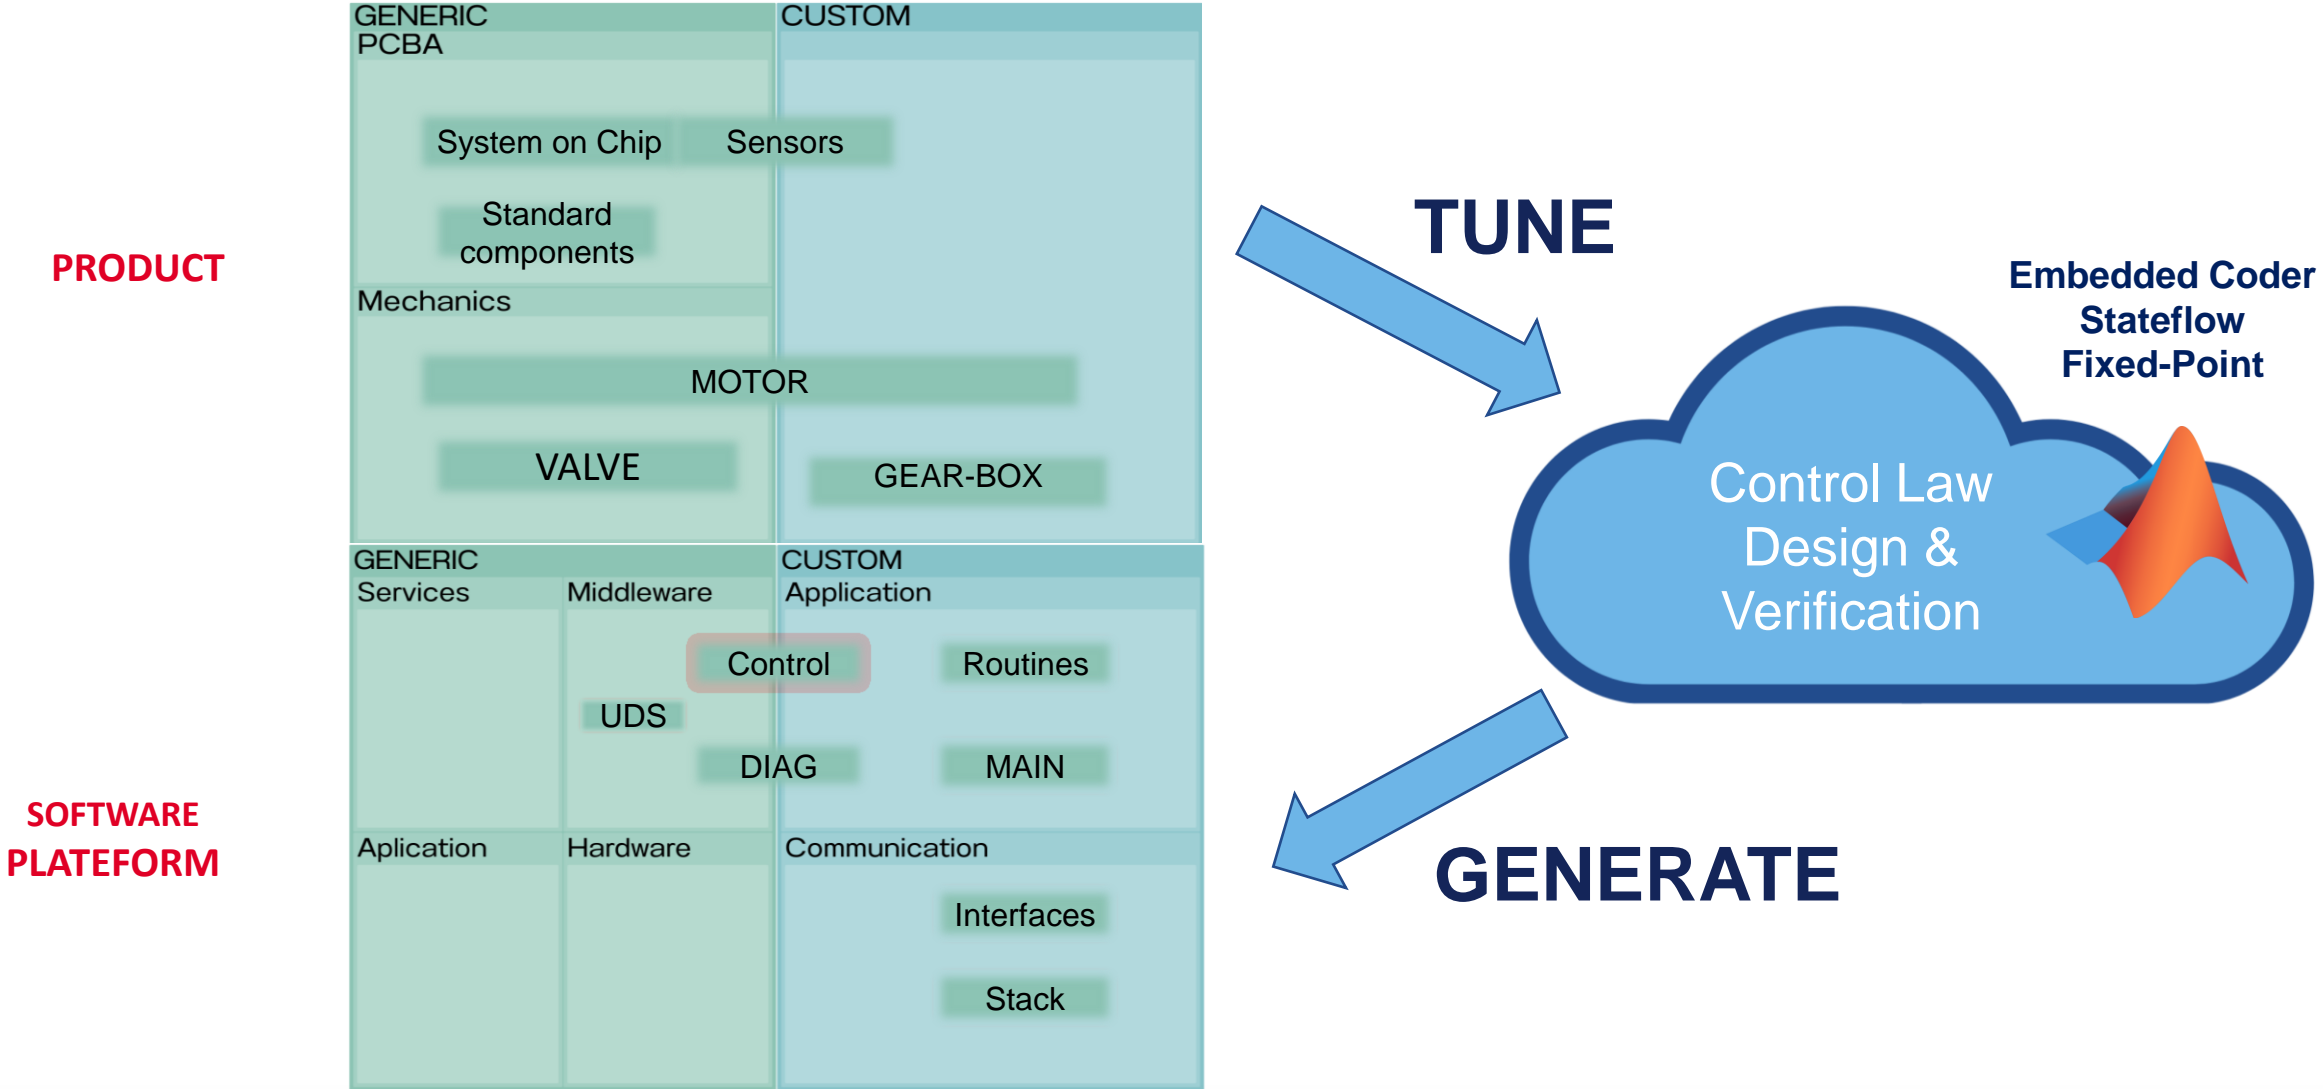 GENERIC
CUSTOM
PCBA
System on Chip
Sensors
Standard
components
PRODUCT
Mechanics
MOTOR
VALVE
GEAR-BOX
TUNE
Embedded Coder
Stateflow
Fixed-Point
Control Law
Design &
Verification
GENERIC
CUSTOM
Services
Middleware
Application
Control
Routines
UDS
DIAG
MAIN
SOFTWARE
PLATEFORM
Aplication
Hardware
Communication
Interfaces
Stack
GENERATE